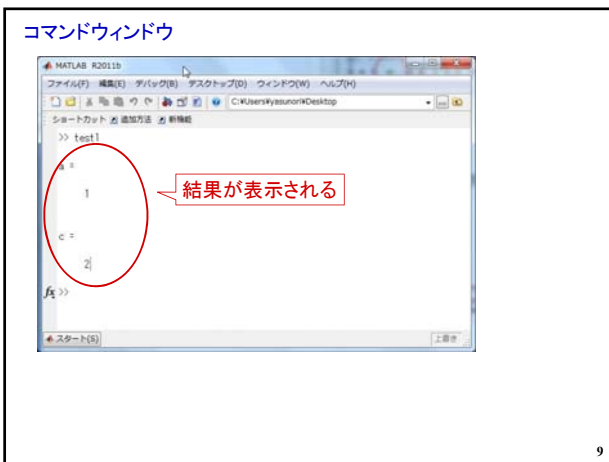 コマンドウィンドウ
MATLAB R2011b
ファイル(F) 編集(E) デバッグ(B) デスクトップ(D) ウィンドウ(W) ヘルプ(H)
C:¥Users¥yasunori¥Desktop
ショートカット 追加方法 新機能
>> test1
a =
1
結果が表示される
c =
2
fx >>
スタート(S)
上書き
9